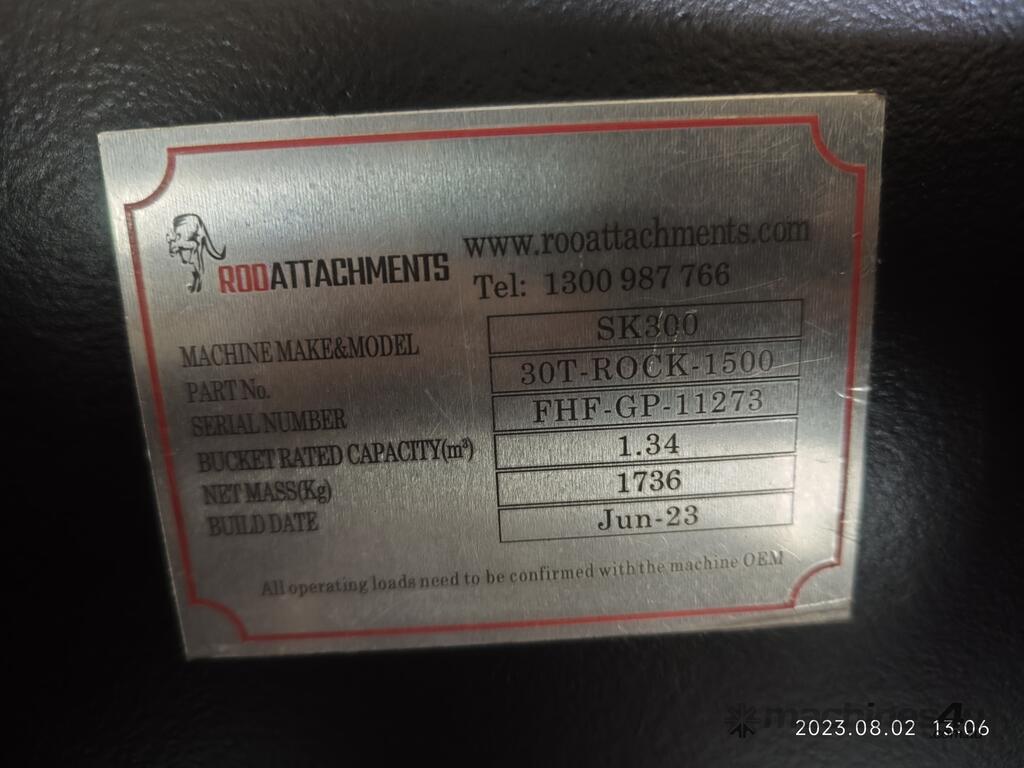 www.rooattachments.com
ROOATTACHMENTS
Tel: 1300 987 766
MACHINE MAKE&MODEL SK300
PART No. 30T-ROCK-1500
SERIAL NUMBER FHF-GP-11273
BUCKET RATED CAPACITY(m³) 1.34
NET MASS(Kg) 1736
BUILD DATE Jun-23
All operating loads need to be confirmed with the machine OEM
machines4u
2023.08.02 13:06